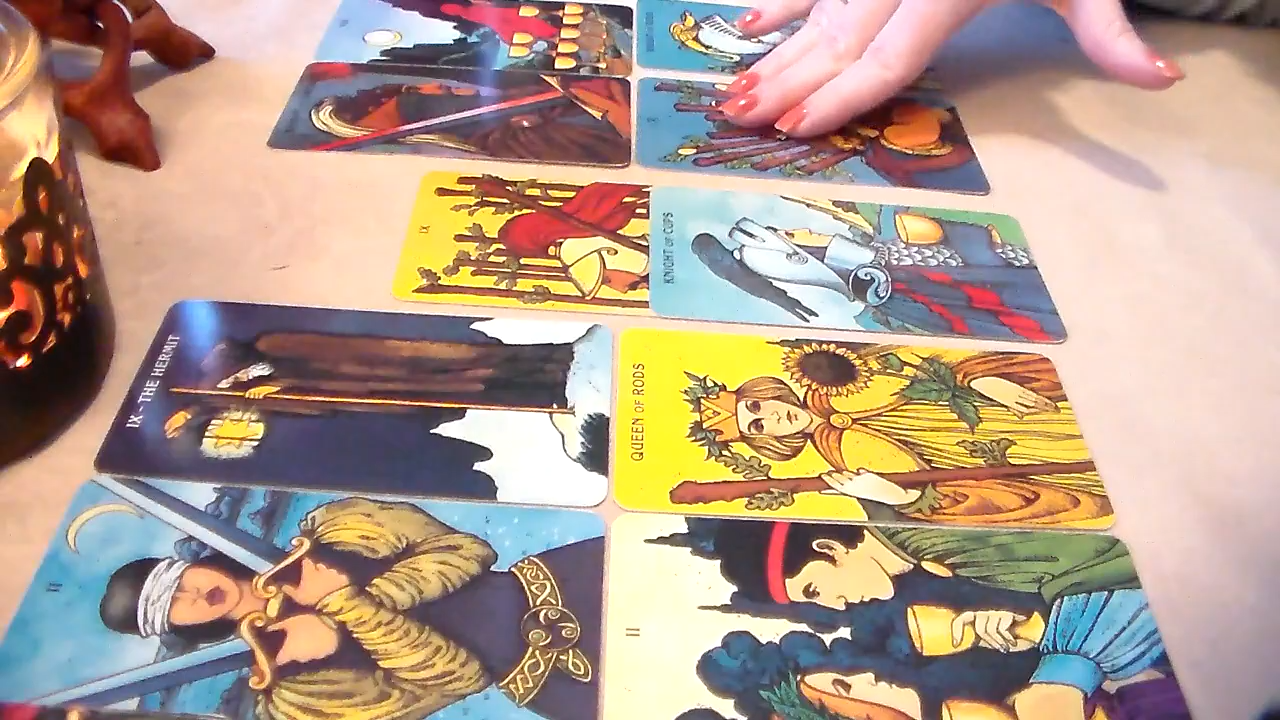 IX
KNIGHT OF CUPS
IX - THE HERMIT
QUEEN OF RODS
II
II